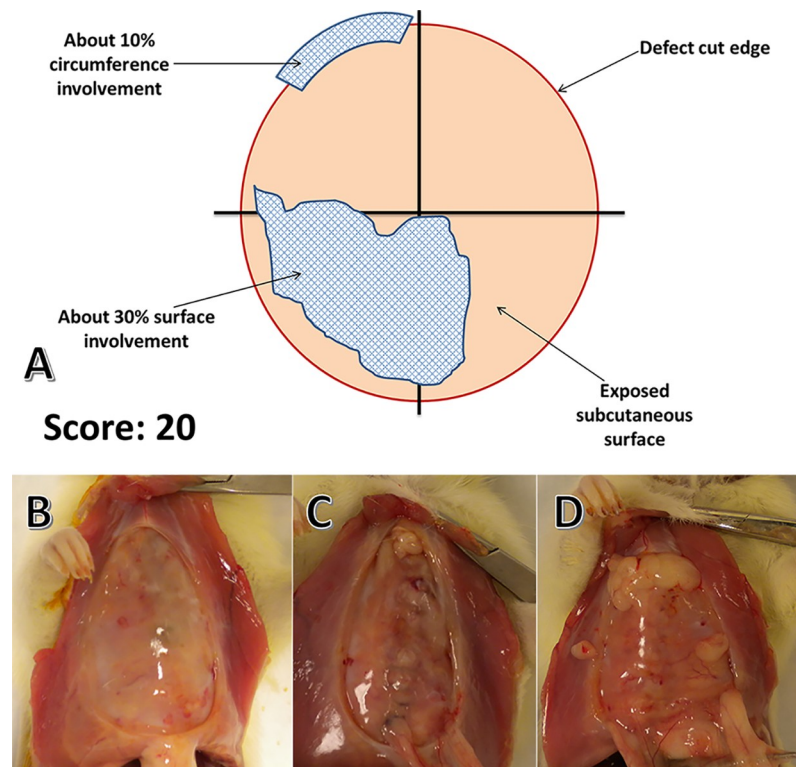 About 10%
circumference
involvement
Defect cut edge
About 30% surface
involvement
A
Exposed
subcutaneous
surface
Score: 20
B
C
D